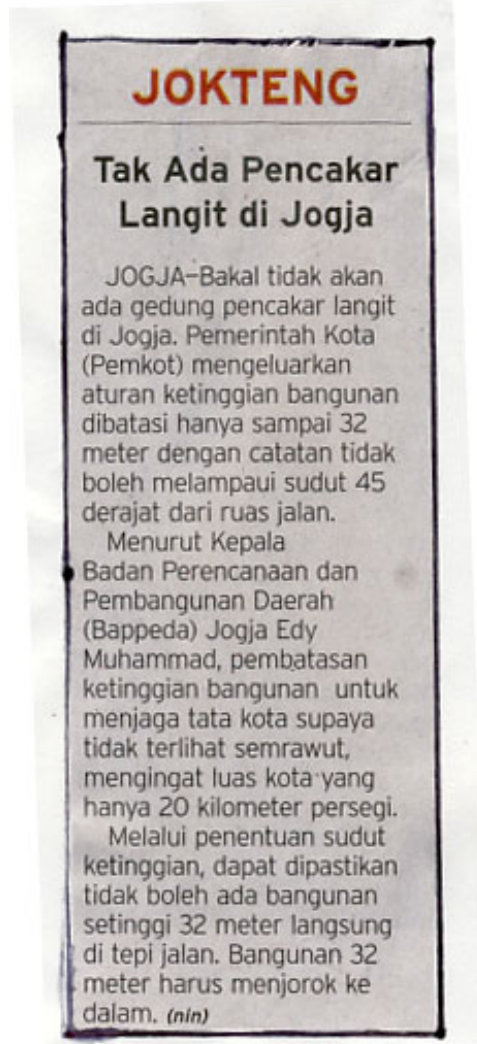 JOKTENG
Tak Ada Pencakar
Langit di Jogja
JOGJA–Bakal tidak akan
ada gedung pencakar langit
di Jogja. Pemerintah Kota
(Pemkot) mengeluarkan
aturan ketinggian bangunan
dibatasi hanya sampai 32
meter dengan catatan tidak
boleh melampaui sudut 45
derajat dari ruas jalan.
Menurut Kepala
Badan Perencanaan dan
Pembangunan Daerah
(Bappeda) Jogja Edy
Muhammad, pembatasan
ketinggian bangunan untuk
menjaga tata kota supaya
tidak terlihat semrawut,
mengingat luas kota yang
hanya 20 kilometer persegi.
Melalui penentuan sudut
ketinggian, dapat dipastikan
tidak boleh ada bangunan
setinggi 32 meter langsung
di tepi jalan. Bangunan 32
meter harus menjorok ke
dalam. (nin)